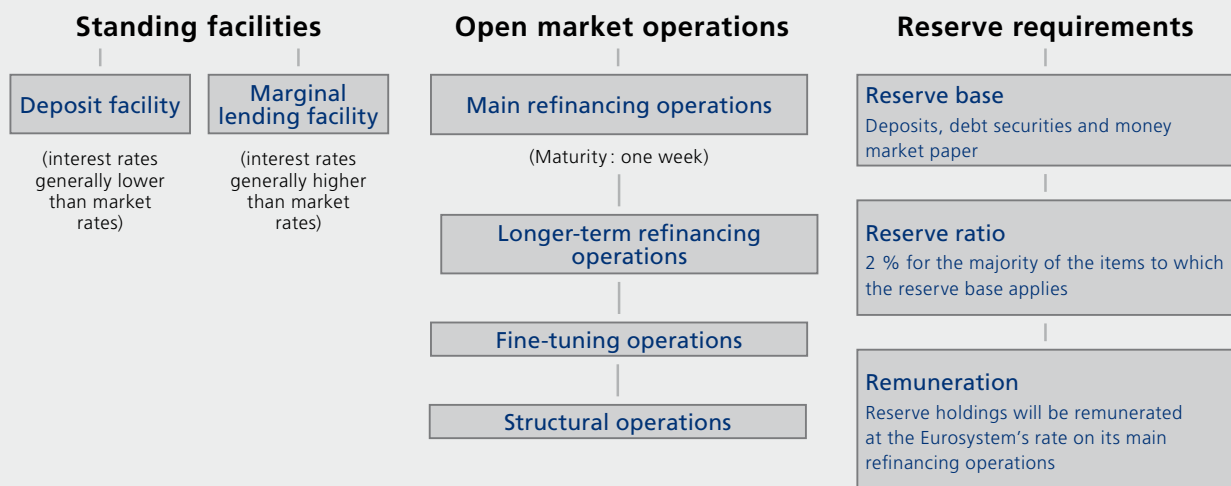 Standing facilities
Deposit facility
(interest rates
generally lower
than market
rates)
Marginal
lending facility
(interest rates
generally higher
than market
rates)
Open market operations
Main refinancing operations
(Maturity : one week)
Longer-term refinancing
operations
Fine-tuning operations
Structural operations
Reserve requirements
Reserve base
Deposits, debt securities and money
market paper
Reserve ratio
2 % for the majority of the items to which
the reserve base applies
Remuneration
Reserve holdings will be remunerated
at the Eurosystem’s rate on its main
refinancing operations